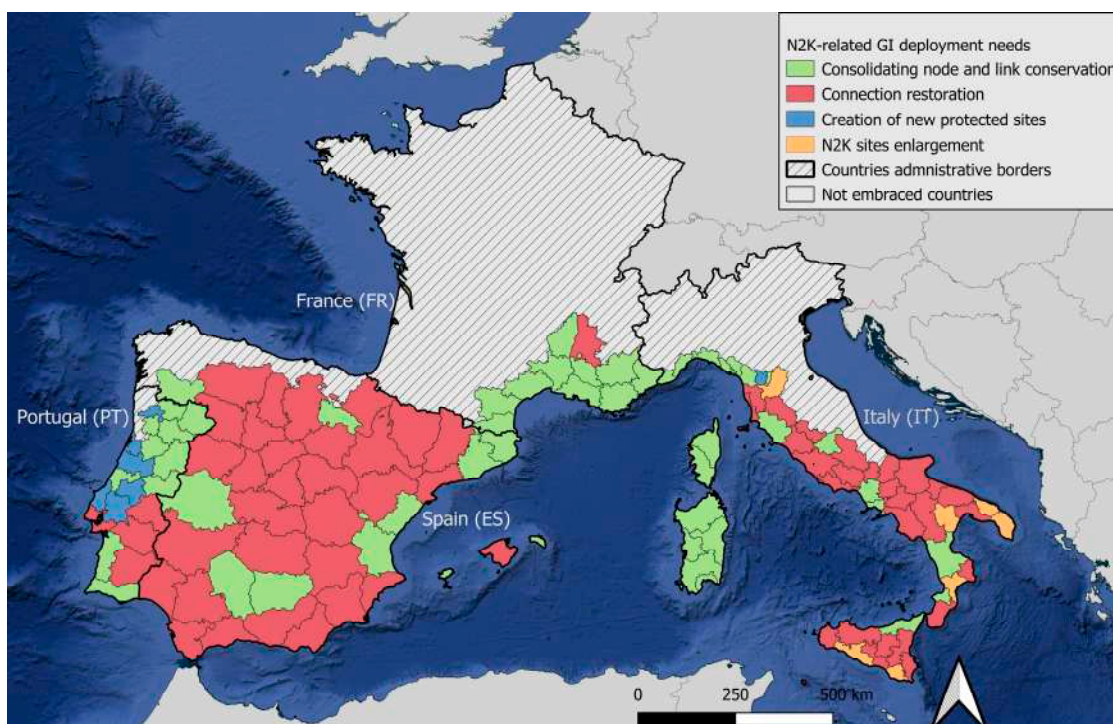 N2K-related GI deployment needs
Consolidating node and link conservation
Connection restoration
Creation of new protected sites
N2K sites enlargement
Countries admnistrative borders
Not embraced countries
France (FR)
Portugal (PT)
Italy (IT)
Spain (ES)
0 250 500 km